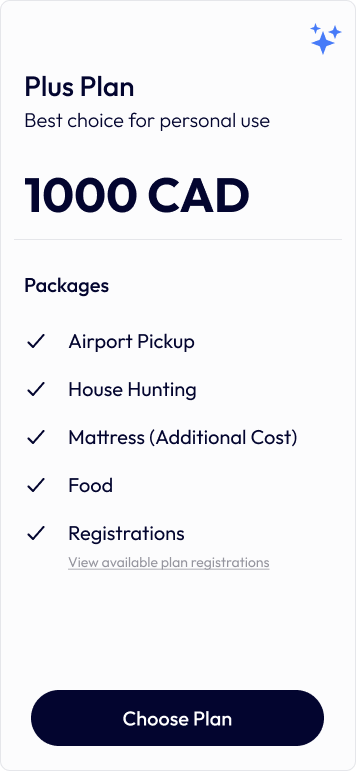 Plus Plan
Best choice for personal use
1000 CAD
Packages
Airport Pickup
House Hunting
Mattress (Additional Cost)
Food
Registrations
View available plan registrations
Choose Plan